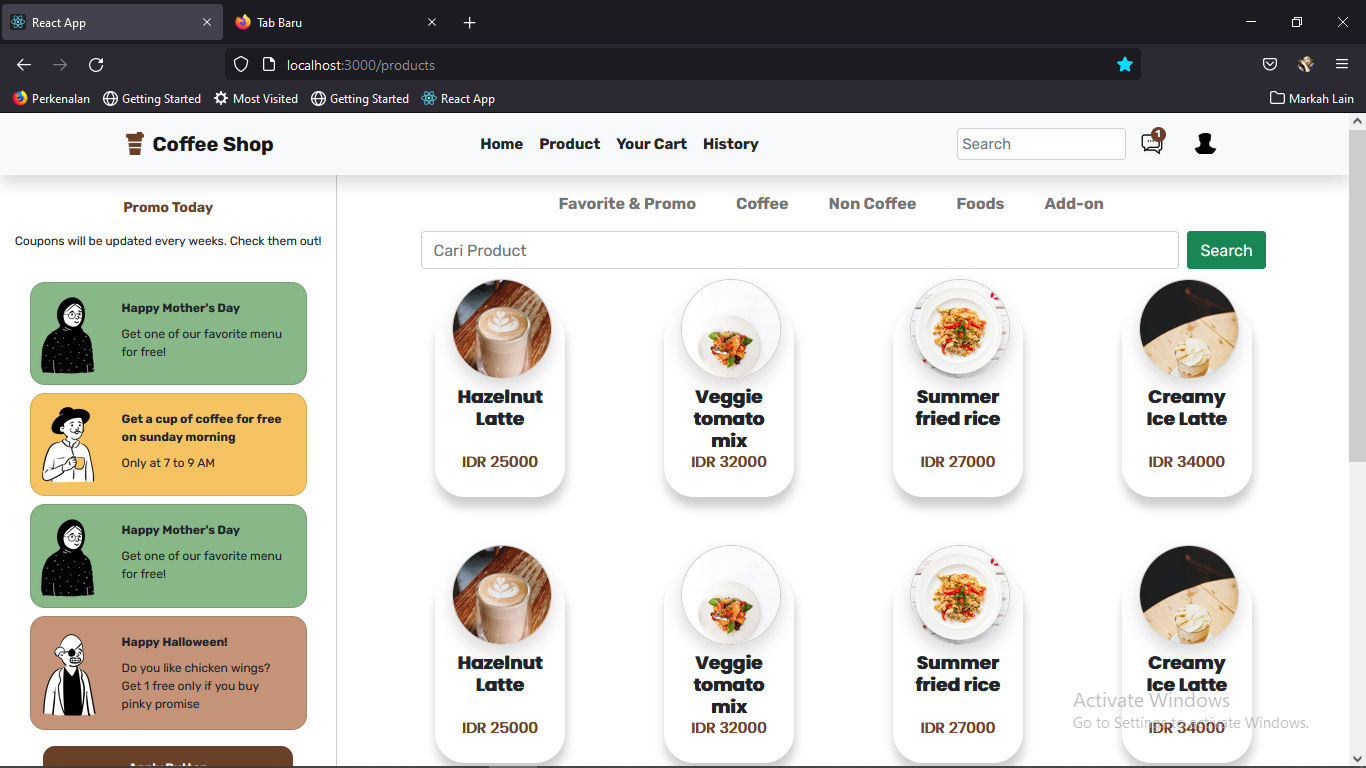 React App
Tab Baru
localhost:3000/products
Perkenalan
Getting Started
Most Visited
Getting Started
React App
Markah Lain
Coffee Shop
Home
Product
Your Cart
History
Search
1
Promo Today
Coupons will be updated every weeks. Check them out!
Happy Mother's Day
Get one of our favorite menu
for free!
Get a cup of coffee for free
on sunday morning
Only at 7 to 9 AM
Happy Mother's Day
Get one of our favorite menu
for free!
Happy Halloween!
Do you like chicken wings?
Get 1 free only if you buy
pinky promise
Favorite & Promo
Coffee
Non Coffee
Foods
Add-on
Cari Product
Search
Hazelnut
Latte
IDR 25000
Veggie
tomato
mix
IDR 32000
Summer
fried rice
IDR 27000
Creamy
Ice Latte
IDR 34000
Hazelnut
Latte
IDR 25000
Veggie
tomato
mix
IDR 32000
Summer
fried rice
IDR 27000
Creamy
Ice Latte
IDR 34000
Activate Windows
Go to Settings to activate Windows.